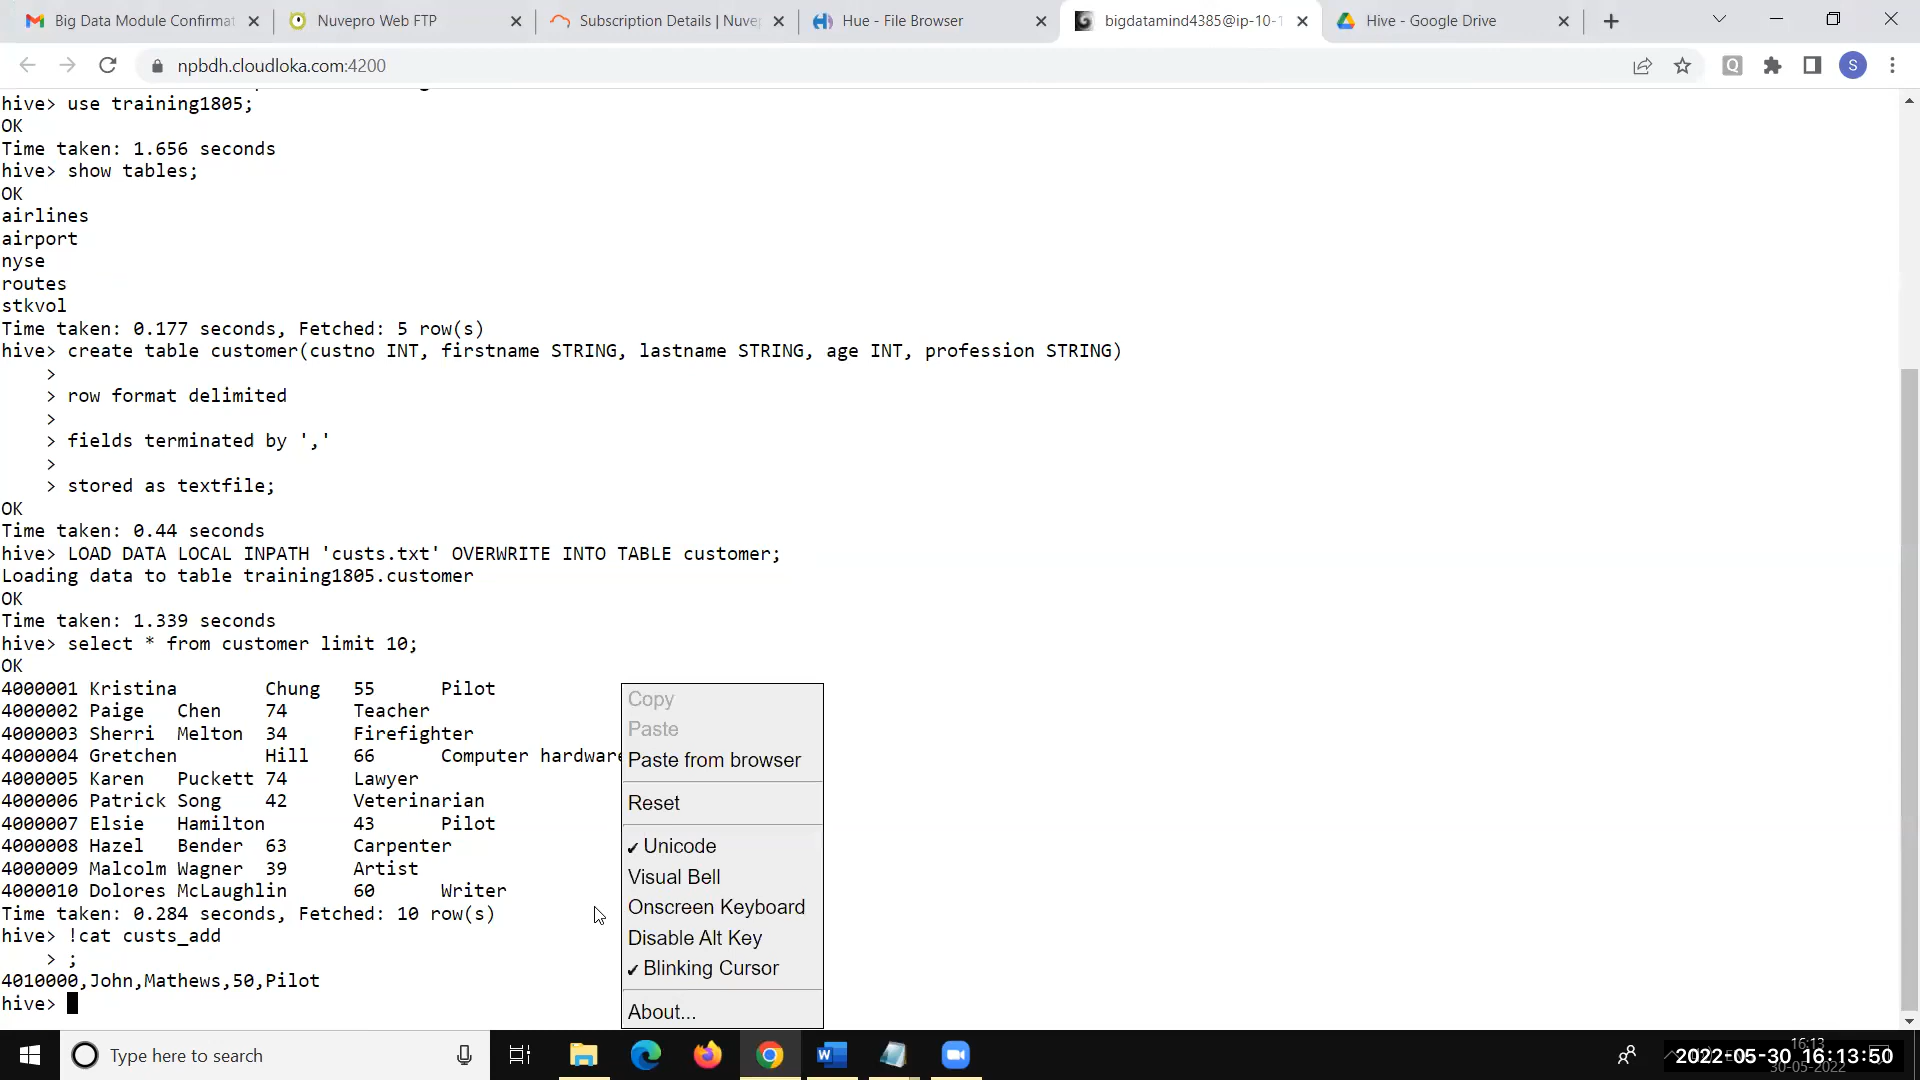 Big Data Module Confirmat
Nuvepro Web FTP
Subscription Details | Nuve
Hue - File Browser
bigdatamind4385@ip-10-
Hive - Google Drive
npbdh.cloudloka.com:4200
S
hive> use training1805;
OK
Time taken: 1.656 seconds
hive> show tables;
OK
airlines
airport
nyse
routes
stkvol
Time taken: 0.177 seconds, Fetched: 5 row(s)
hive> create table customer(custno INT, firstname STRING, lastname STRING, age INT, profession STRING)
>
> row format delimited
>
> fields terminated by ','
>
> stored as textfile;
OK
Time taken: 0.44 seconds
hive> LOAD DATA LOCAL INPATH 'custs.txt' OVERWRITE INTO TABLE customer;
Loading data to table training1805.customer
OK
Time taken: 1.339 seconds
hive> select * from customer limit 10;
OK
4000001 Kristina Chung 55 Pilot
4000002 Paige Chen 74 Teacher
4000003 Sherri Melton 34 Firefighter
4000004 Gretchen Hill 66 Computer hardware
4000005 Karen Puckett 74 Lawyer
4000006 Patrick Song 42 Veterinarian
4000007 Elsie Hamilton 43 Pilot
4000008 Hazel Bender 63 Carpenter
4000009 Malcolm Wagner 39 Artist
4000010 Dolores McLaughlin 60 Writer
Time taken: 0.284 seconds, Fetched: 10 row(s)
hive> !cat custs_add
> ;
4010000,John,Mathews,50,Pilot
hive>
Copy
Paste
Paste from browser
Reset
✔ Unicode
Visual Bell
Onscreen Keyboard
Disable Alt Key
✔ Blinking Cursor
About...
Type here to search
16:13
2022-05-30 16:13:50
30-05-2022